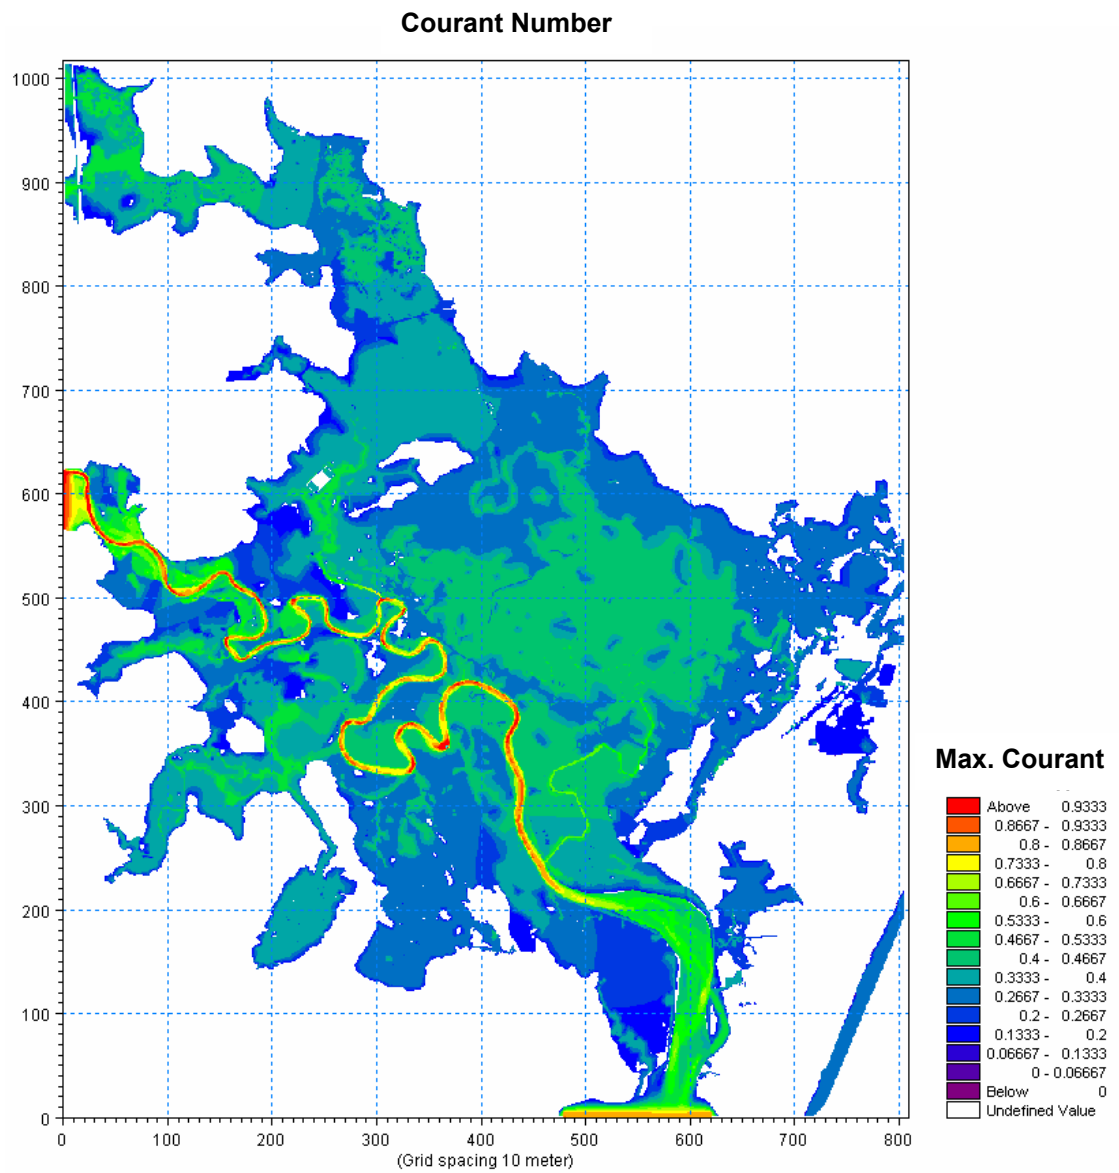 Courant Number
1000
900
800
700
600
500
400
300
200
100
0
0 100 200 300 400 500 600 700 800
(Grid spacing 10 meter)
Max. Courant
Above 0.9333
0.8667 - 0.9333
0.8 - 0.8667
0.7333 - 0.8
0.6667 - 0.7333
0.6 - 0.6667
0.5333 - 0.6
0.4667 - 0.5333
0.4 - 0.4667
0.3333 - 0.4
0.2667 - 0.3333
0.2 - 0.2667
0.1333 - 0.2
0.06667 - 0.1333
0 - 0.06667
Below 0
Undefined Value